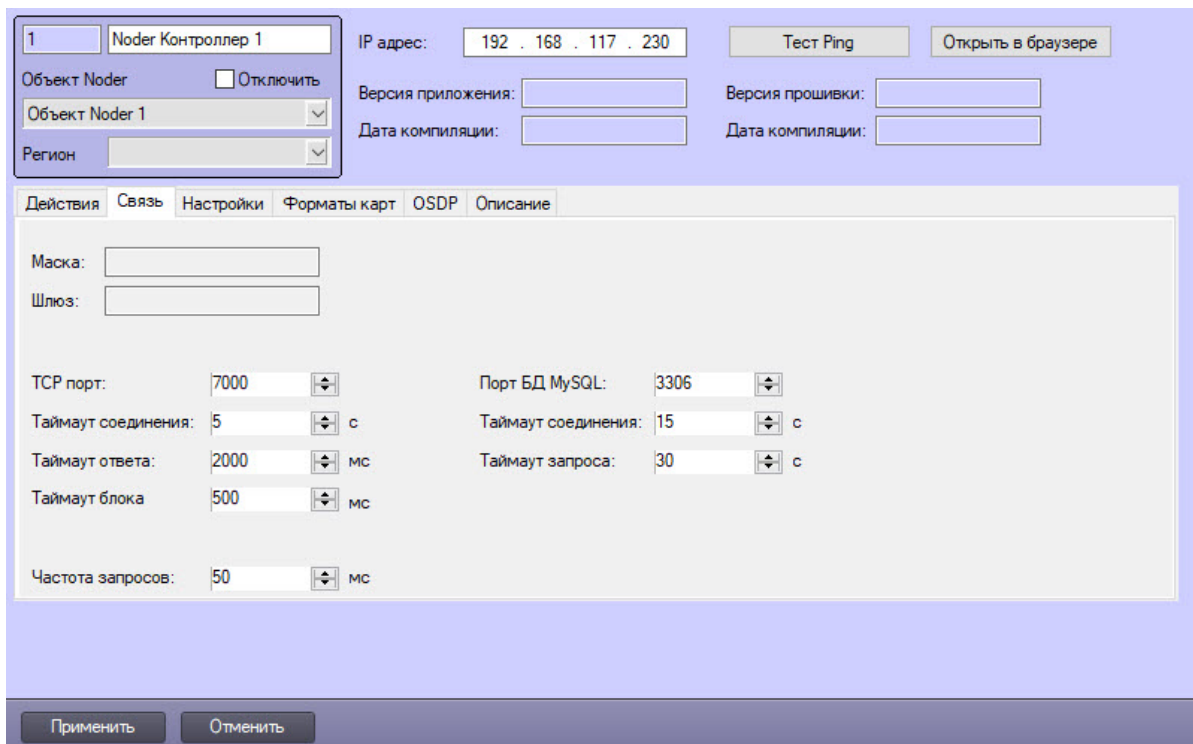 1 Noder Контроллер 1 IP адрес: 192 . 168 . 117 . 230 Тест Ping Открыть в браузере
Объект Noder Отключить
Версия приложения: Версия прошивки:
Объект Noder 1
Дата компиляции: Дата компиляции:
Регион
Действия Связь Настройки Форматы карт OSDP Описание
Маска:
Шлюз:
TCP порт: 7000 Порт БД MySQL: 3306
Таймаут соединения: 5 с Таймаут соединения: 15 с
Таймаут ответа: 2000 мс Таймаут запроса: 30 с
Таймаут блока 500 мс
Частота запросов: 50 мс
Применить Отменить